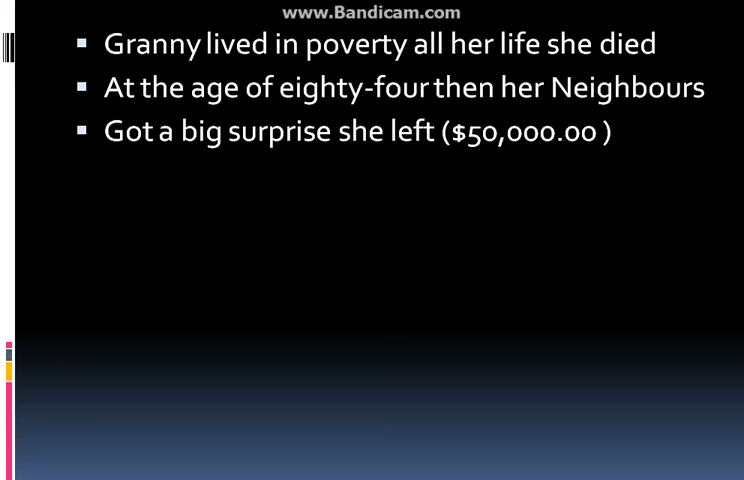 www.Bandicam.com
Granny lived in poverty all her life she died
At the age of eighty-four then her Neighbours
Got a big surprise she left ($50,000.00 )